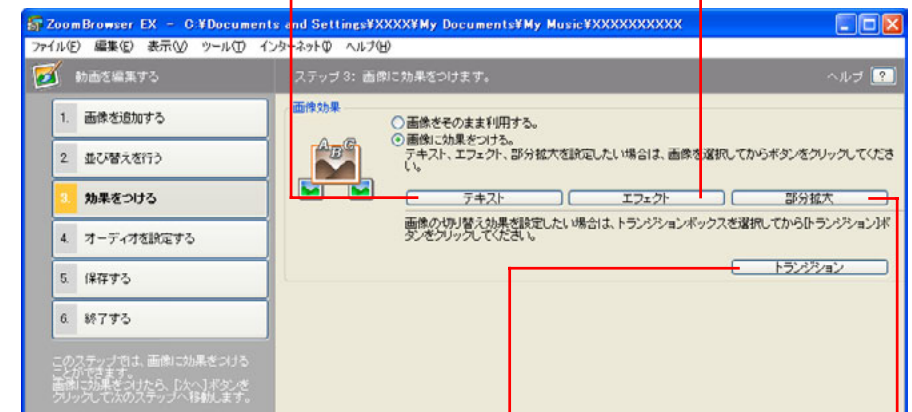 ZoomBrowser EX - C:¥Documents and Settings¥XXXX¥My Documents¥My Music¥XXXXXXXXXX
ファイル(F) 編集(E) 表示(V) ツール(T) インターネット(I) ヘルプ(H)
動画を編集する
ステップ 3: 画像に効果をつけます。
ヘルプ ?
1. 画像を追加する
2. 並び替えを行う
3. 効果をつける
4. オーディオを設定する
5. 保存する
6. 終了する
このステップでは、画像に効果をつける
ことができます。
画像に効果をつけたら、[次へ]ボタンを
クリックして次のステップへ移動します。
画像効果
ABC
画像をそのまま利用する。
画像に効果をつける。
テキスト、エフェクト、部分拡大を設定したい場合は、画像を選択してからボタンをクリックしてくださ
い。
テキスト エフェクト 部分拡大
画像の切り替え効果を設定したい場合は、トランジションボックスを選択してから[トランジション]ボ
タンをクリックしてください。
トランジション